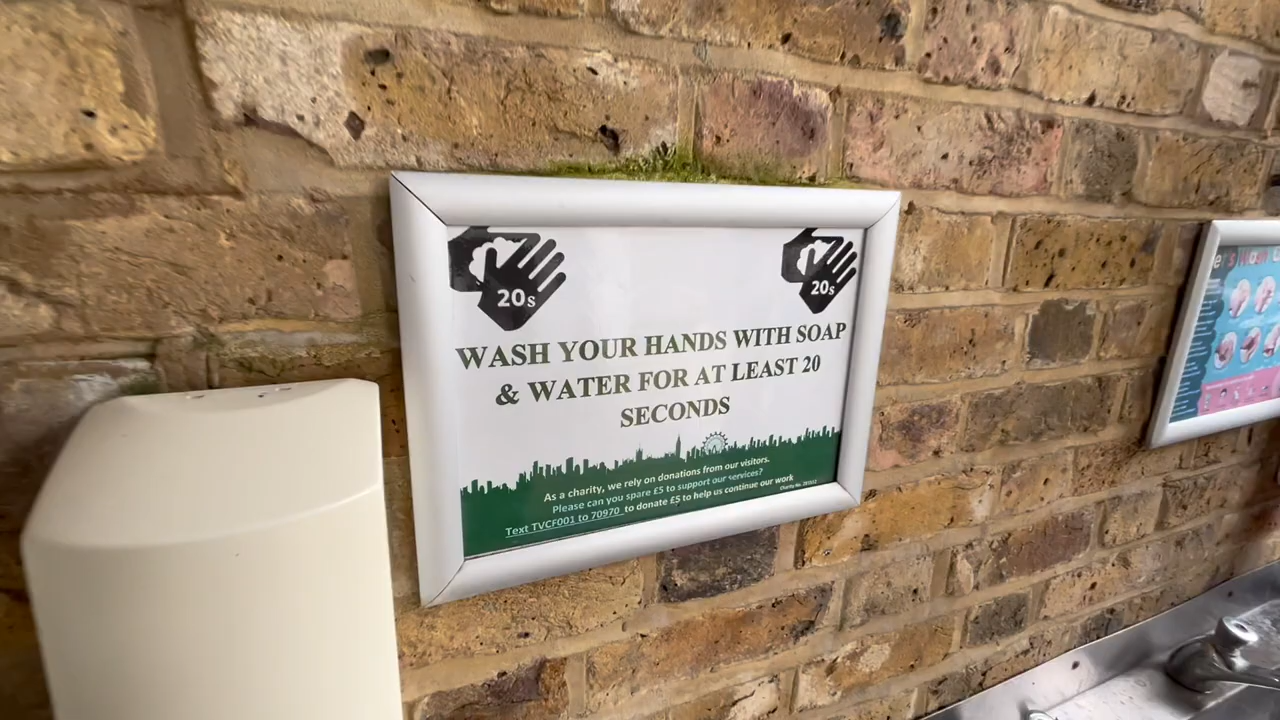 20s
20s
WASH YOUR HANDS WITH SOAP
& WATER FOR AT LEAST 20
SECONDS
As a charity, we rely on donations from our visitors.
Please can you spare £5 to support our services?
Text TVCF001 to 70970 to donate £5 to help us continue our work
Charity No.